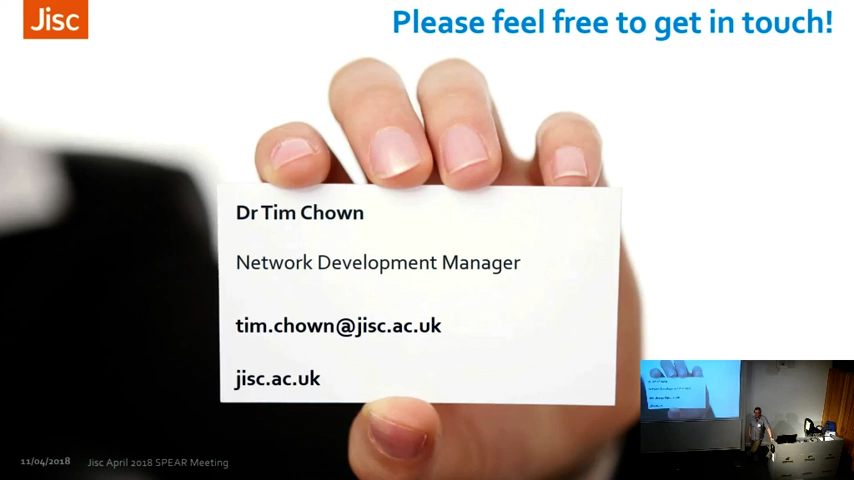 Jisc
Please feel free to get in touch!
Dr Tim Chown
Network Development Manager
tim.chown@jisc.ac.uk
jisc.ac.uk
11/04/2018 Jisc April 2018 SPEAR Meeting